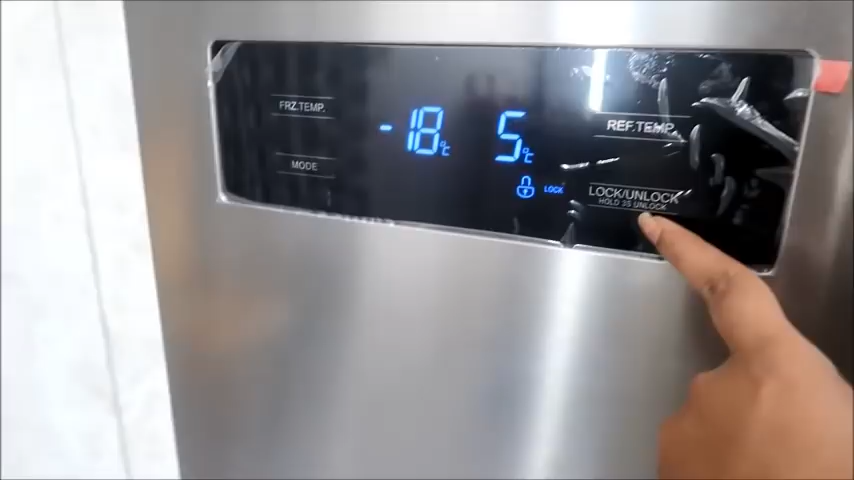 FRZ.TEMP.
-18°C
5°C
REF.TEMP.
MODE
LOCK
LOCK/UNLOCK
HOLD 3S UNLOCK